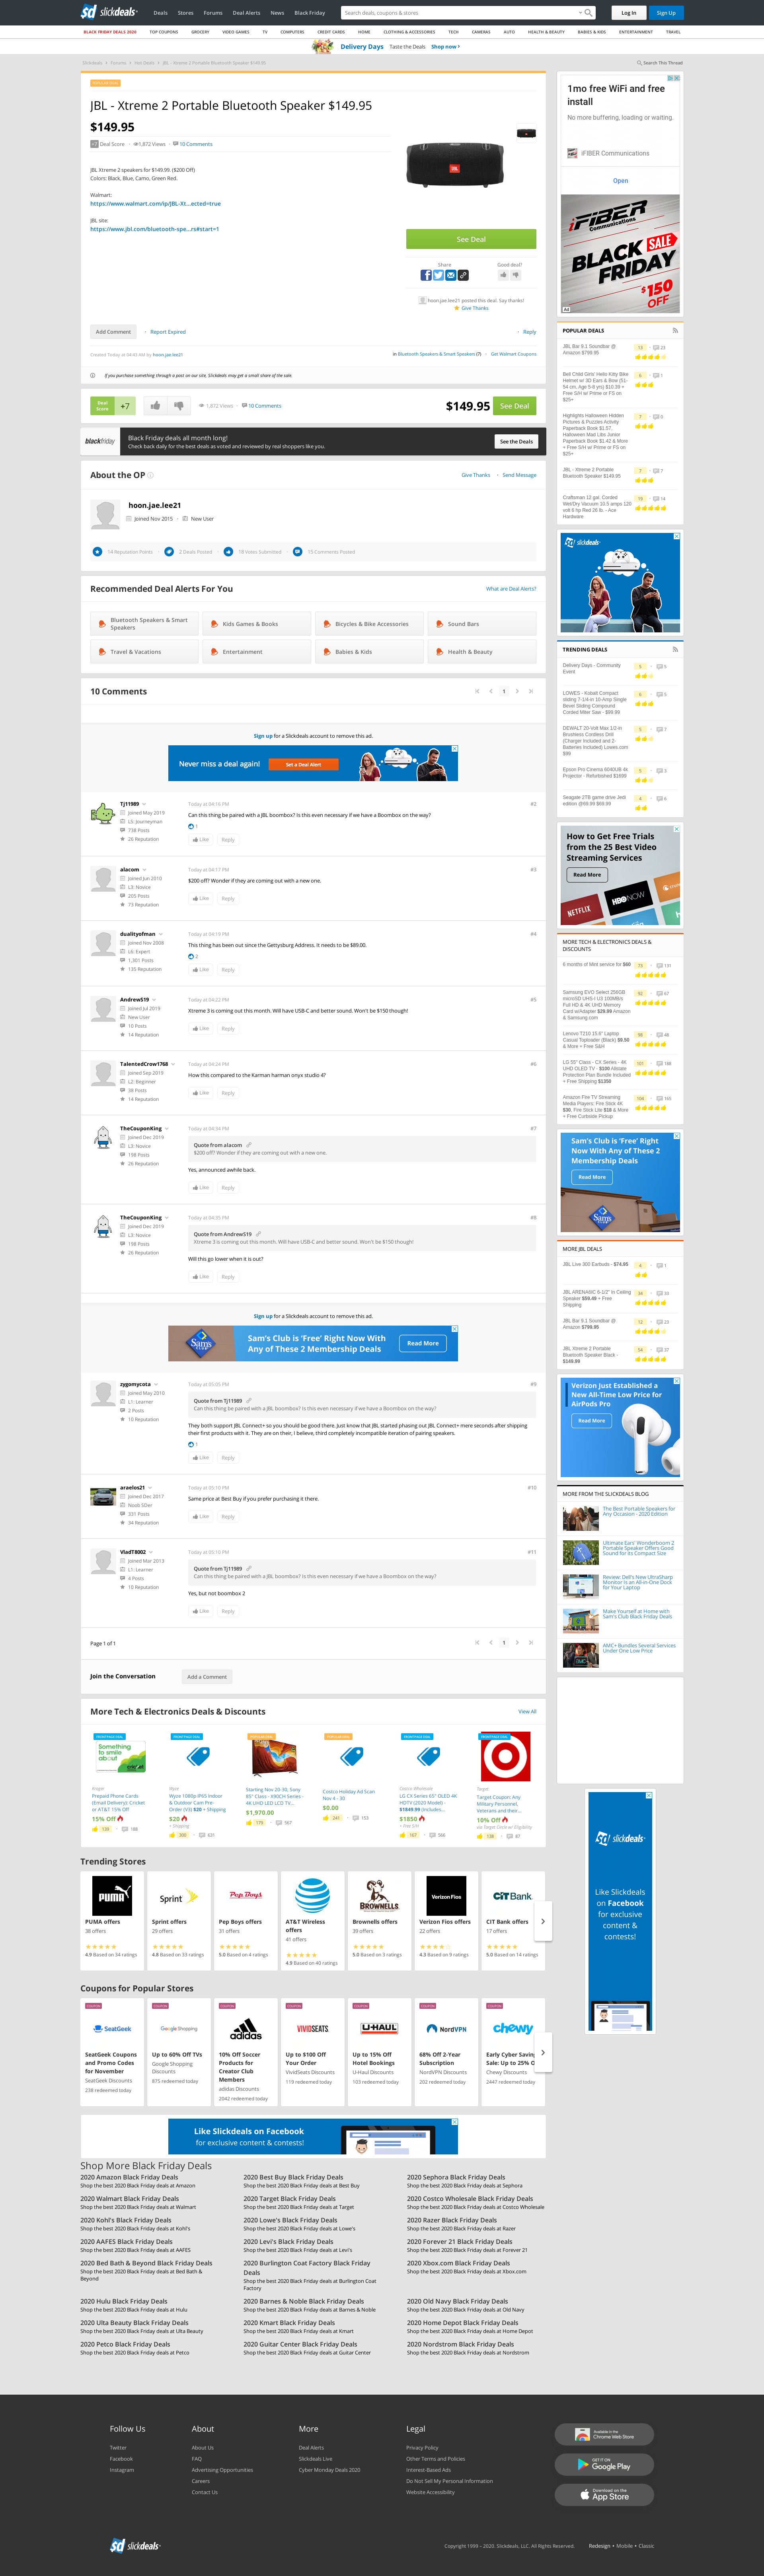 slickdeals
Deals
Stores
Forums
Deal Alerts
News
Black Friday
Search deals, coupons & stores
Log In
Sign Up
BLACK FRIDAY DEALS 2020
TOP COUPONS
GROCERY
VIDEO GAMES
TV
COMPUTERS
CREDIT CARDS
HOME
CLOTHING & ACCESSORIES
TECH
CAMERAS
AUTO
HEALTH & BEAUTY
BABIES & KIDS
ENTERTAINMENT
TRAVEL
Delivery Days Taste the Deals Shop now
Slickdeals › Forums › Hot Deals › JBL - Xtreme 2 Portable Bluetooth Speaker $149.95
Search This Thread
JBL - Xtreme 2 Portable Bluetooth Speaker $149.95
$149.95
+7 Deal Score
1,872 Views
10 Comments
JBL Xtreme 2 speakers for $149.99. ($200 Off)
Colors: Black, Blue, Camo, Green Red.
Walmart:
https://www.walmart.com/ip/JBL-Xt...ected=true
JBL site:
https://www.jbl.com/bluetooth-spe...rs#start=1
See Deal
Share
Good deal?
hoon.jae.lee21 posted this deal. Say thanks!
Give Thanks
Add Comment
Report Expired
Reply
Created Today at 04:03 AM by hoon.jae.lee21
in Bluetooth Speakers & Smart Speakers (7)
Get Walmart Coupons
If you purchase something through a post on our site, Slickdeals may get a small share of the sale.
Deal Score
+7
1,872 Views
10 Comments
$149.95
See Deal
blackfriday
Black Friday deals all month long!
Check back daily for the best deals as voted and reviewed by real shoppers like you.
See the Deals
About the OP
Give Thanks
Send Message
hoon.jae.lee21
Joined Nov 2015
New User
14 Reputation Points
2 Deals Posted
18 Votes Submitted
15 Comments Posted
Recommended Deal Alerts For You
What are Deal Alerts?
Bluetooth Speakers & Smart Speakers
Kids Games & Books
Bicycles & Bike Accessories
Sound Bars
Travel & Vacations
Entertainment
Babies & Kids
Health & Beauty
10 Comments
1
Sign up for a Slickdeals account to remove this ad.
Never miss a deal again!
Set a Deal Alert
Tj11989
Joined May 2019
L5: Journeyman
738 Posts
26 Reputation
Today at 04:16 PM
#2
Can this thing be paired with a JBL boombox? Is this even necessary if we have a Boombox on the way?
1
Like
Reply
alacom
Joined Jun 2010
L3: Novice
205 Posts
73 Reputation
Today at 04:17 PM
#3
$200 off? Wonder if they are coming out with a new one.
Like
Reply
dualityofman
Joined Nov 2008
L6: Expert
1,301 Posts
135 Reputation
Today at 04:19 PM
#4
This thing has been out since the Gettysburg Address. It needs to be $89.00.
2
Like
Reply
AndrewS19
Joined Jul 2019
New User
10 Posts
14 Reputation
Today at 04:22 PM
#5
Xtreme 3 is coming out this month. Will have USB-C and better sound. Won't be $150 though!
Like
Reply
TalentedCrow1768
Joined Sep 2019
L2: Beginner
38 Posts
14 Reputation
Today at 04:24 PM
#6
How this compared to the Karman harman onyx studio 4?
Like
Reply
TheCouponKing
Joined Dec 2019
L3: Novice
198 Posts
26 Reputation
Today at 04:34 PM
#7
Quote from alacom
$200 off? Wonder if they are coming out with a new one.
Yes, announced awhile back.
Like
Reply
TheCouponKing
Joined Dec 2019
L3: Novice
198 Posts
26 Reputation
Today at 04:35 PM
#8
Quote from AndrewS19
Xtreme 3 is coming out this month. Will have USB-C and better sound. Won't be $150 though!
Will this go lower when it is out?
Like
Reply
Sign up for a Slickdeals account to remove this ad.
Sam's Club is 'Free' Right Now With
Any of These 2 Membership Deals
Read More
zygomycota
Joined May 2010
L1: Learner
2 Posts
10 Reputation
Today at 05:05 PM
#9
Quote from Tj11989
Can this thing be paired with a JBL boombox? Is this even necessary if we have a Boombox on the way?
They both support JBL Connect+ so you should be good there. Just know that JBL started phasing out JBL Connect+ mere seconds after shipping their first products with it. They are on their, I believe, third completely incompatible iteration of pairing speakers.
1
Like
Reply
araelos21
Joined Dec 2017
Noob SDer
331 Posts
34 Reputation
Today at 05:10 PM
#10
Same price at Best Buy if you prefer purchasing it there.
Like
Reply
VladT8002
Joined Mar 2013
L1: Learner
4 Posts
10 Reputation
Today at 05:10 PM
#11
Quote from Tj11989
Can this thing be paired with a JBL boombox? Is this even necessary if we have a Boombox on the way?
Yes, but not boombox 2
Like
Reply
Page 1 of 1
1
Join the Conversation
Add a Comment
More Tech & Electronics Deals & Discounts
View All
Kroger
Prepaid Phone Cards (Email Delivery): Cricket or AT&T 15% Off
15% Off
139
188
Wyze
Wyze 1080p IP65 Indoor & Outdoor Cam Pre-Order (V3) $20 + Shipping
$20
+ Shipping
302
831
Starting Nov 20-30, Sony 85" Class - X90CH Series - 4K UHD LED LCD TV...
$1,970.00
175
567
Costco Holiday Ad Scan Nov 4 - 30
$0.00
241
153
Costco Wholesale
LG CX Series 65" OLED 4K HDTV (2020 Model) - $1849.99 (Includes...
$1850
+ Free S/H
167
566
Target
Target Coupon: Any Military Personnel, Veterans and their...
10% Off
138
87
Trending Stores
PUMA offers
38 offers
4.9 Based on 34 ratings
Sprint offers
29 offers
4.8 Based on 33 ratings
Pep Boys offers
31 offers
5.0 Based on 4 ratings
AT&T Wireless offers
41 offers
4.9 Based on 40 ratings
Brownells offers
39 offers
5.0 Based on 3 ratings
Verizon Fios offers
22 offers
4.3 Based on 9 ratings
CIT Bank offers
17 offers
5.0 Based on 14 ratings
Coupons for Popular Stores
SeatGeek Coupons and Promo Codes for November
SeatGeek Discounts
238 redeemed today
Up to 60% Off TVs
Google Shopping Discounts
875 redeemed today
10% Off Soccer Products for Creator Club Members
adidas Discounts
2042 redeemed today
Up to $100 Off Your Order
VividSeats Discounts
119 redeemed today
Up to 15% Off Hotel Bookings
U-Haul Discounts
103 redeemed today
68% Off 2-Year Subscription
NordVPN Discounts
202 redeemed today
Early Cyber Saving Sale: Up to 25% O
Chewy Discounts
2447 redeemed today
Like Slickdeals on Facebook
for exclusive content & contests!
Shop More Black Friday Deals
2020 Amazon Black Friday Deals
Shop the best 2020 Black Friday deals at Amazon
2020 Best Buy Black Friday Deals
Shop the best 2020 Black Friday deals at Best Buy
2020 Sephora Black Friday Deals
Shop the best 2020 Black Friday deals at Sephora
2020 Walmart Black Friday Deals
Shop the best 2020 Black Friday deals at Walmart
2020 Target Black Friday Deals
Shop the best 2020 Black Friday deals at Target
2020 Costco Wholesale Black Friday Deals
Shop the best 2020 Black Friday deals at Costco Wholesale
2020 Kohl's Black Friday Deals
Shop the best 2020 Black Friday deals at Kohl's
2020 Lowe's Black Friday Deals
Shop the best 2020 Black Friday deals at Lowe's
2020 Razer Black Friday Deals
Shop the best 2020 Black Friday deals at Razer
2020 AAFES Black Friday Deals
Shop the best 2020 Black Friday deals at AAFES
2020 Levi's Black Friday Deals
Shop the best 2020 Black Friday deals at Levi's
2020 Forever 21 Black Friday Deals
Shop the best 2020 Black Friday deals at Forever 21
2020 Bed Bath & Beyond Black Friday Deals
Shop the best 2020 Black Friday deals at Bed Bath & Beyond
2020 Burlington Coat Factory Black Friday Deals
Shop the best 2020 Black Friday deals at Burlington Coat Factory
2020 Xbox.com Black Friday Deals
Shop the best 2020 Black Friday deals at Xbox.com
2020 Hulu Black Friday Deals
Shop the best 2020 Black Friday deals at Hulu
2020 Barnes & Noble Black Friday Deals
Shop the best 2020 Black Friday deals at Barnes & Noble
2020 Old Navy Black Friday Deals
Shop the best 2020 Black Friday deals at Old Navy
2020 Ulta Beauty Black Friday Deals
Shop the best 2020 Black Friday deals at Ulta Beauty
2020 Kmart Black Friday Deals
Shop the best 2020 Black Friday deals at Kmart
2020 Home Depot Black Friday Deals
Shop the best 2020 Black Friday deals at Home Depot
2020 Petco Black Friday Deals
Shop the best 2020 Black Friday deals at Petco
2020 Guitar Center Black Friday Deals
Shop the best 2020 Black Friday deals at Guitar Center
2020 Nordstrom Black Friday Deals
Shop the best 2020 Black Friday deals at Nordstrom
1mo free WiFi and free install
No more buffering, loading or waiting.
iFIBER Communications
Open
iFIBER COMMUNICATIONS
BLACK FRIDAY SALE
$150 OFF
Ad
POPULAR DEALS
JBL Bar 9.1 Soundbar @ Amazon $799.95
13
23
Bell Child Girls' Hello Kitty Bike Helmet w/ 3D Ears & Bow (51-54 cm, Age 5-8 yrs) $10.39 + Free S/H w/ Prime or FS on $25+
6
1
Highlights Halloween Hidden Pictures & Puzzles Activity Paperback Book $1.37, Halloween Mad Libs Junior Paperback Book $1.42 & More + Free S/H w/ Prime or FS on $25+
7
0
JBL - Xtreme 2 Portable Bluetooth Speaker $149.95
7
7
Craftsman 12 gal. Corded Wet/Dry Vacuum 10.5 amps 120 volt 6 hp Red 26 lb. - Ace Hardware
19
14
slickdeals
TRENDING DEALS
Delivery Days - Community Event
5
5
LOWES - Kobalt Compact sliding 7-1/4-in 10-Amp Single Bevel Sliding Compound Corded Miter Saw - $99.99
6
5
DEWALT 20-Volt Max 1/2-in Brushless Cordless Drill (Charger Included and 2-Batteries Included) Lowes.com $99
5
7
Epson Pro Cinema 6040UB 4k Projector - Refurbished $1699
5
3
Seagate 2TB game drive Jedi edition @69.99 $69.99
4
6
How to Get Free Trials from the 25 Best Video Streaming Services
Read More
NETFLIX
HBO NOW
MORE TECH & ELECTRONICS DEALS & DISCOUNTS
6 months of Mint service for $60
73
131
Samsung EVO Select 256GB microSD UHS-I U3 100MB/s Full HD & 4K UHD Memory Card w/Adapter $28.99 Amazon & Samsung.com
92
67
Lenovo T210 15.6" Laptop Casual Toploader (Black) $9.50 & More + Free S&H
98
46
LG 55" Class - CX Series - 4K UHD OLED TV - $100 Allstate Protection Plan Bundle Included + Free Shipping $1350
101
186
Amazon Fire TV Streaming Media Players: Fire Stick 4K $30, Fire Stick Lite $18 & More + Free Curbside Pickup
104
165
Sam's Club is 'Free' Right Now With Any of These 2 Membership Deals
Read More
MORE JBL DEALS
JBL Live 300 Earbuds - $74.95
4
1
JBL ARENA6IC 6-1/2" In Ceiling Speaker $59.49 + Free Shipping
34
33
JBL Bar 9.1 Soundbar @ Amazon $799.95
12
23
JBL Xtreme 2 Portable Bluetooth Speaker Black - $149.99
54
37
Verizon Just Established a New All-Time Low Price for AirPods Pro
Read More
MORE FROM THE SLICKDEALS BLOG
The Best Portable Speakers for Any Occasion - 2020 Edition
Ultimate Ears' Wonderboom 2 Portable Speaker Offers Good Sound for Its Compact Size
Review: Dell's New UltraSharp Monitor Is an All-in-One Dock for Your Laptop
Make Yourself at Home with Sam's Club Black Friday Deals
AMC+ Bundles Several Services Under One Low Price
slickdeals
Like Slickdeals
on Facebook
for exclusive
content &
contests!
Follow Us
Twitter
Facebook
Instagram
About
About Us
FAQ
Advertising Opportunities
Careers
Contact Us
More
Deal Alerts
Slickdeals Live
Cyber Monday Deals 2020
Legal
Privacy Policy
Other Terms and Policies
Interest-Based Ads
Do Not Sell My Personal Information
Website Accessibility
Available in the
Chrome Web Store
GET IT ON
Google Play
Download on the
App Store
slickdeals
Copyright 1999 – 2020. Slickdeals, LLC. All Rights Reserved.
Redesign • Mobile • Classic